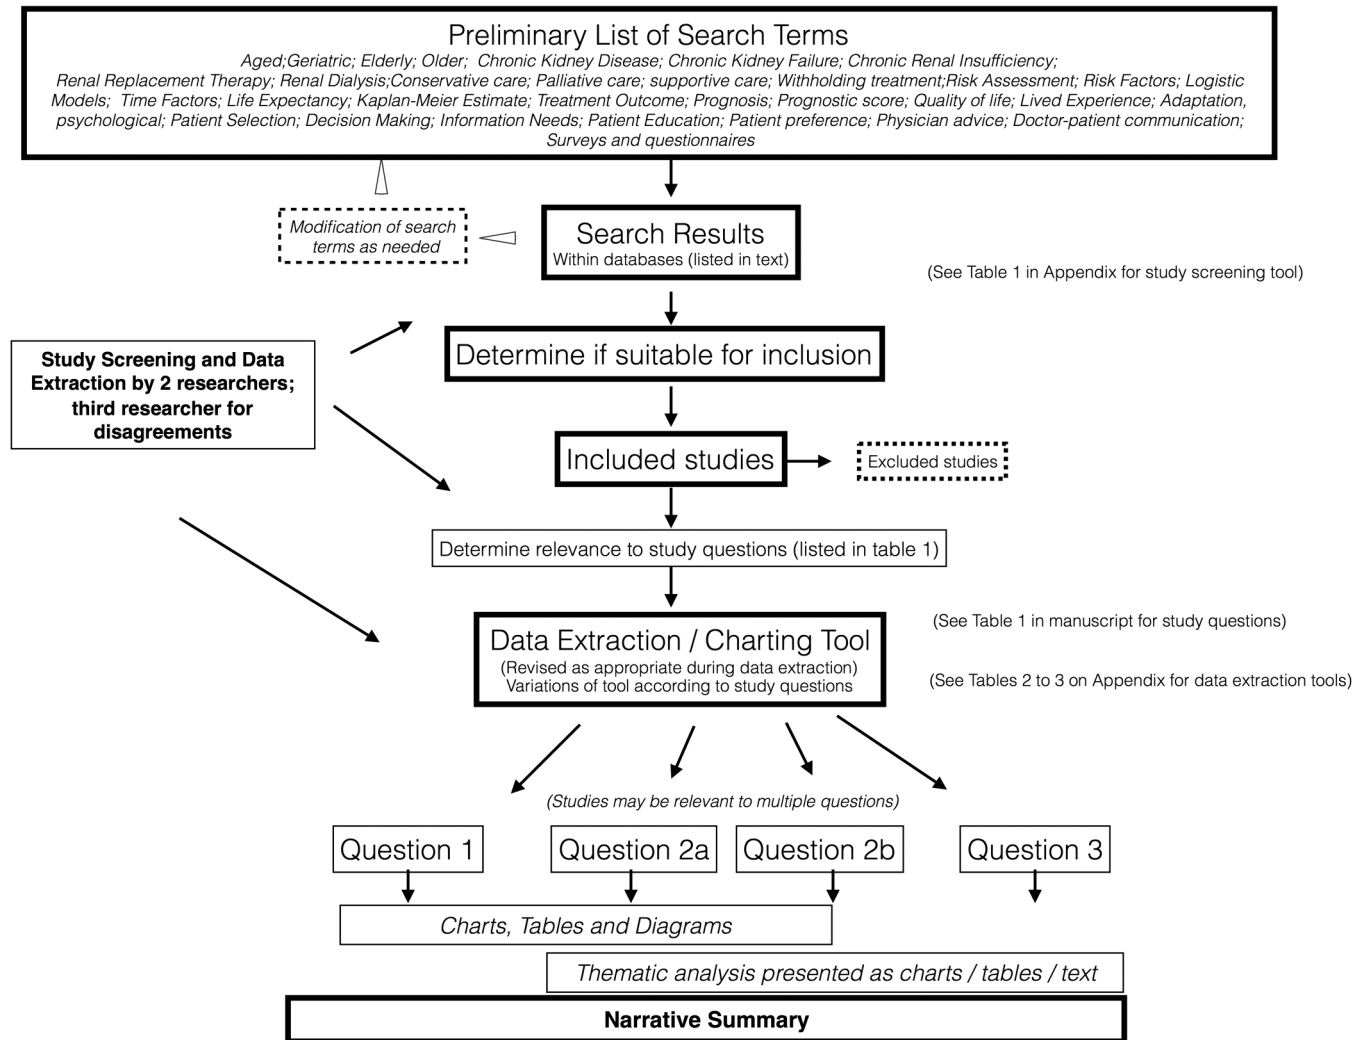 Preliminary List of Search Terms
Aged;Geriatric; Elderly; Older; Chronic Kidney Disease; Chronic Kidney Failure; Chronic Renal Insufficiency;
Renal Replacement Therapy; Renal Dialysis;Conservative care; Palliative care; supportive care; Withholding treatment;Risk Assessment; Risk Factors; Logistic
Models; Time Factors; Life Expectancy; Kaplan-Meier Estimate; Treatment Outcome; Prognosis; Prognostic score; Quality of life; Lived Experience; Adaptation,
psychological; Patient Selection; Decision Making; Information Needs; Patient Education; Patient preference; Physician advice; Doctor-patient communication;
Surveys and questionnaires
Modification of search
terms as needed
Search Results
Within databases (listed in text)
(See Table 1 in Appendix for study screening tool)
Study Screening and Data
Extraction by 2 researchers;
third researcher for
disagreements
Determine if suitable for inclusion
Included studies
Excluded studies
Determine relevance to study questions (listed in table 1)
Data Extraction / Charting Tool
(Revised as appropriate during data extraction)
Variations of tool according to study questions
(See Table 1 in manuscript for study questions)
(See Tables 2 to 3 on Appendix for data extraction tools)
(Studies may be relevant to multiple questions)
Question 1
Question 2a
Question 2b
Question 3
Charts, Tables and Diagrams
Thematic analysis presented as charts / tables / text
Narrative Summary